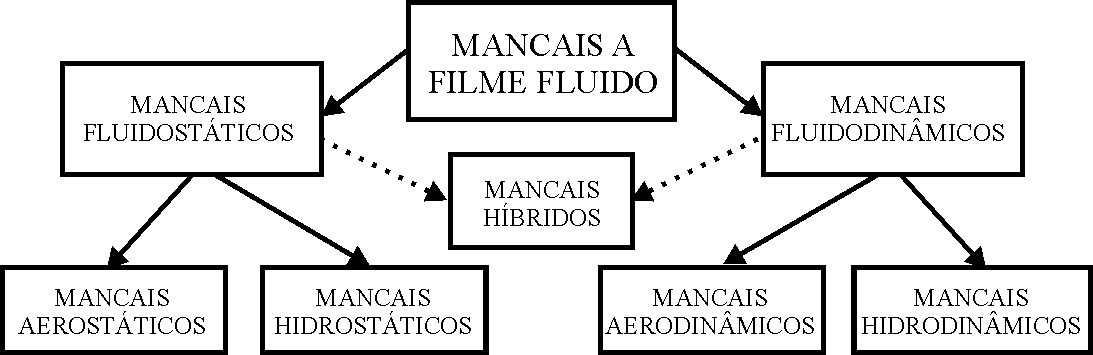 MANCAIS A
FILME FLUIDO
MANCAIS
FLUIDOSTÁTICOS
MANCAIS
FLUIDODINÂMICOS
MANCAIS
HÍBRIDOS
MANCAIS
AEROSTÁTICOS
MANCAIS
HIDROSTÁTICOS
MANCAIS
AERODINÂMICOS
MANCAIS
HIDRODINÂMICOS